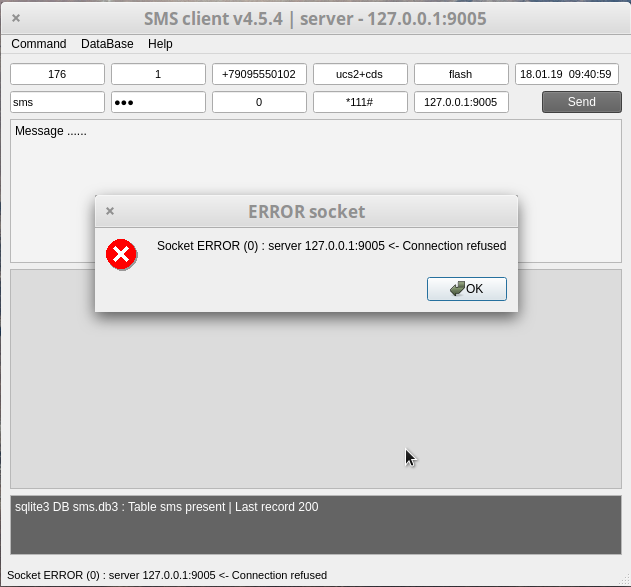 SMS client v4.5.4 | server - 127.0.0.1:9005
Command DataBase Help
176 1 +79095550102 ucs2+cds flash 18.01.19 09:40:59
sms ●●● 0 *111# 127.0.0.1:9005 Send
Message ......
ERROR socket
Socket ERROR (0) : server 127.0.0.1:9005 <- Connection refused
OK
sqlite3 DB sms.db3 : Table sms present | Last record 200
Socket ERROR (0) : server 127.0.0.1:9005 <- Connection refused